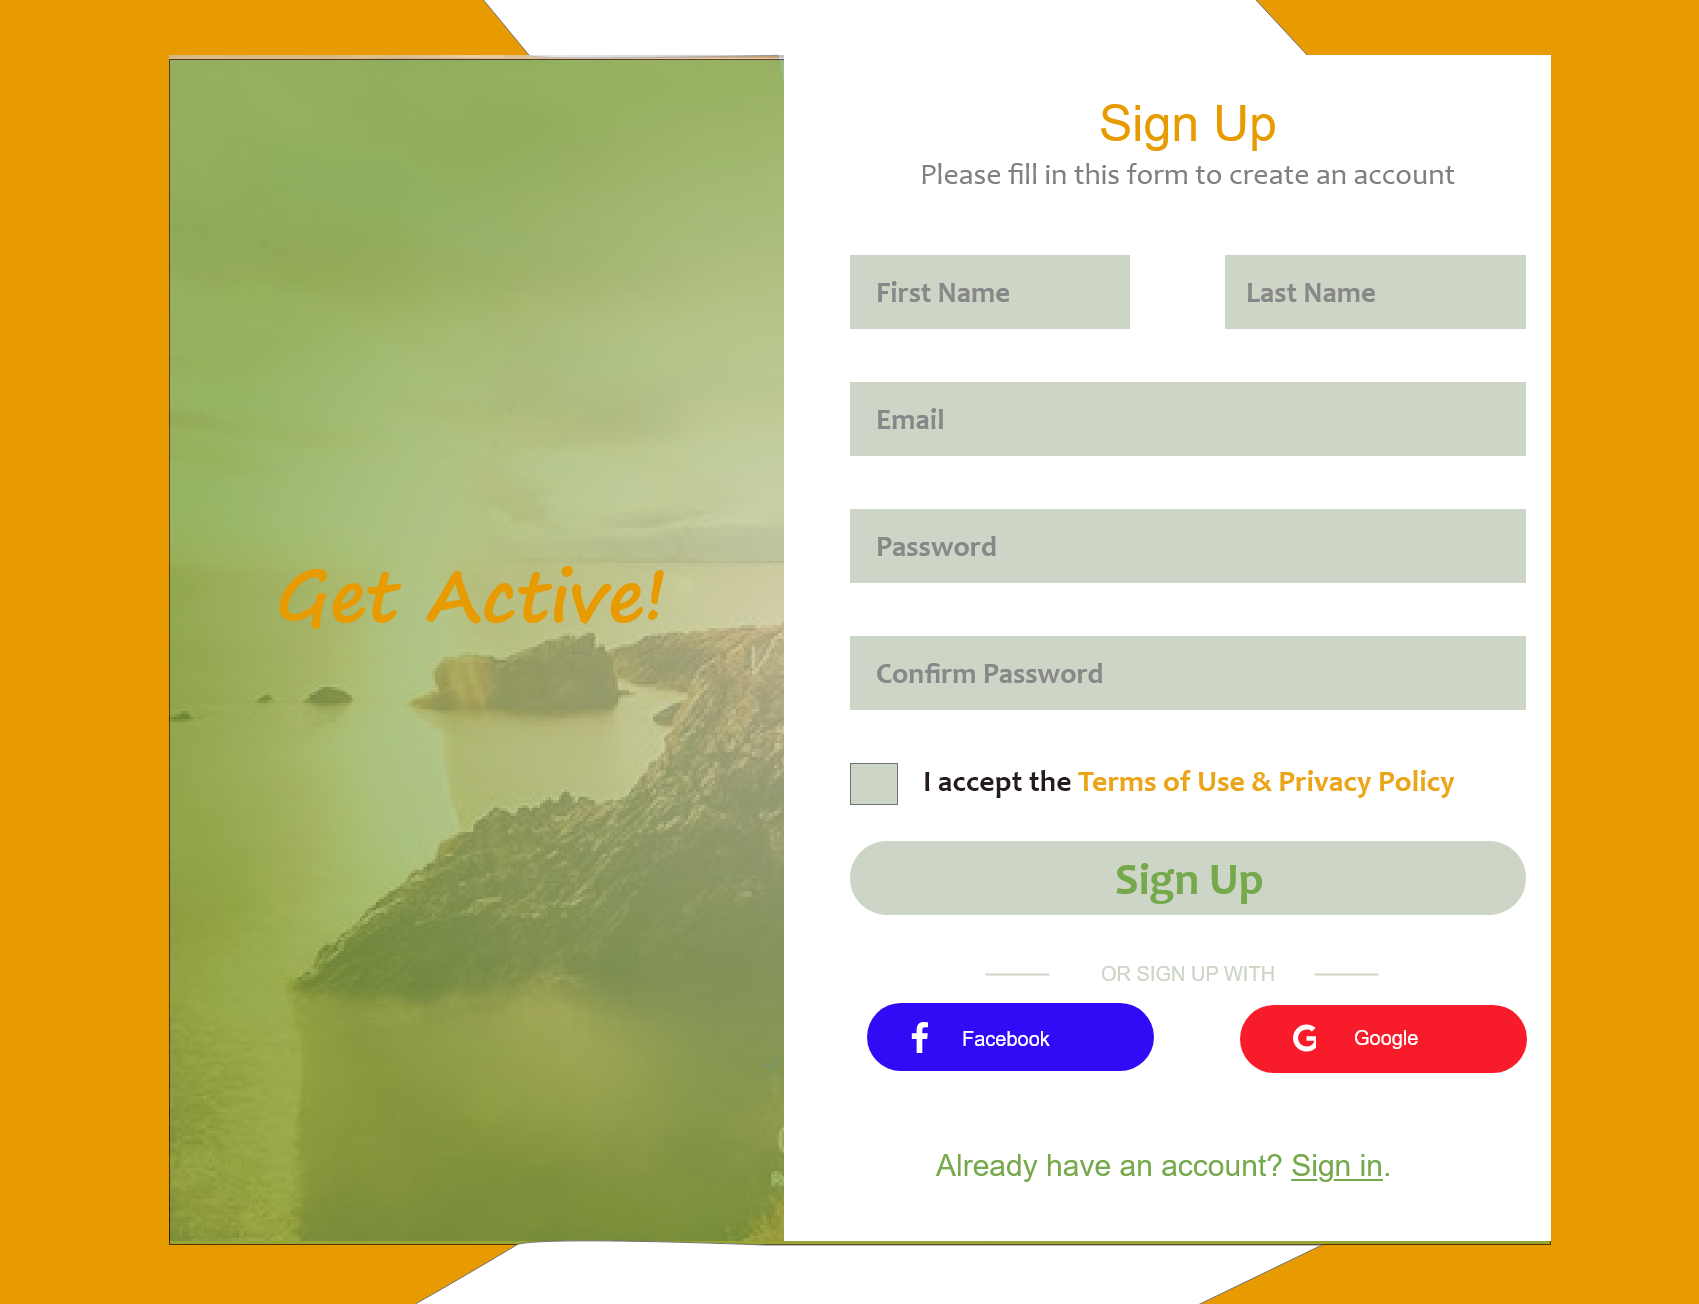 Sign Up
Please fill in this form to create an account
First Name
Last Name
Email
Password
Confirm Password
Get Active!
I accept the Terms of Use & Privacy Policy
Sign Up
OR SIGN UP WITH
Facebook
Google
Already have an account? Sign in.